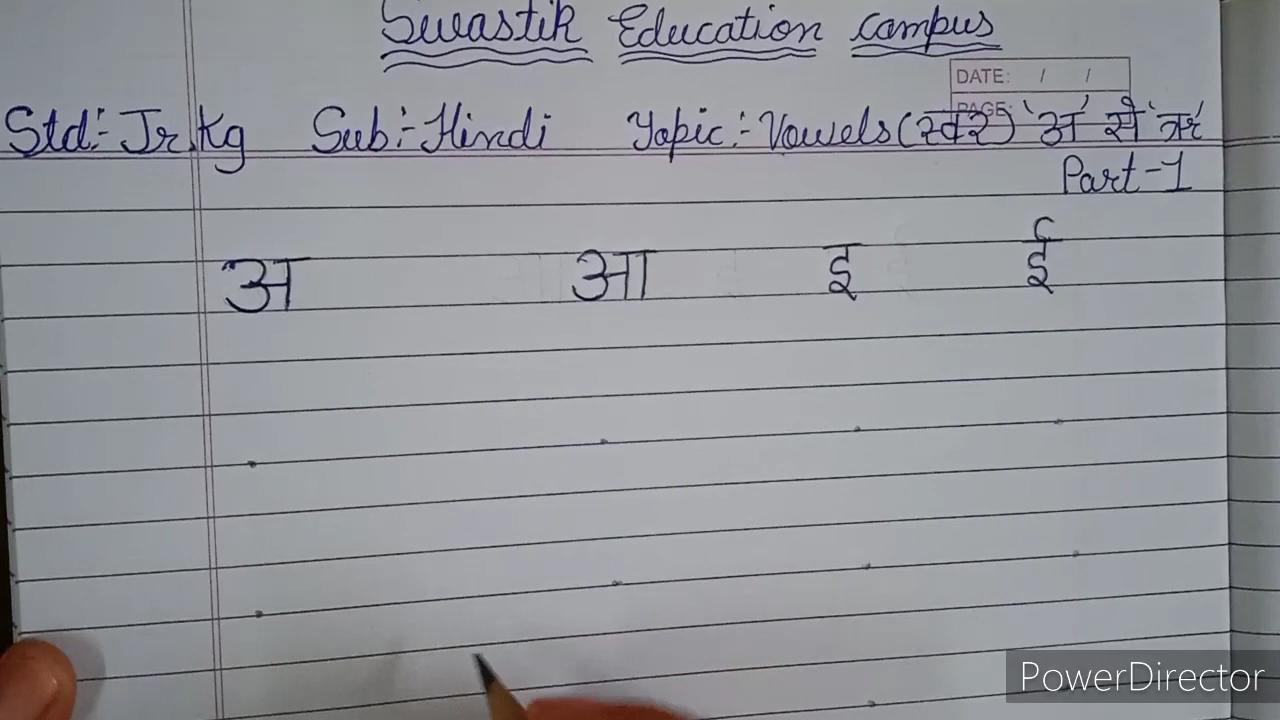 Swastik Education campus
DATE: / /
PAGE:
Std:- Jr.Kg Sub:- Hindi Topic:- Vowels (स्वर) 'अ' से 'ऋ'
Part-1
अ आ इ ई
PowerDirector